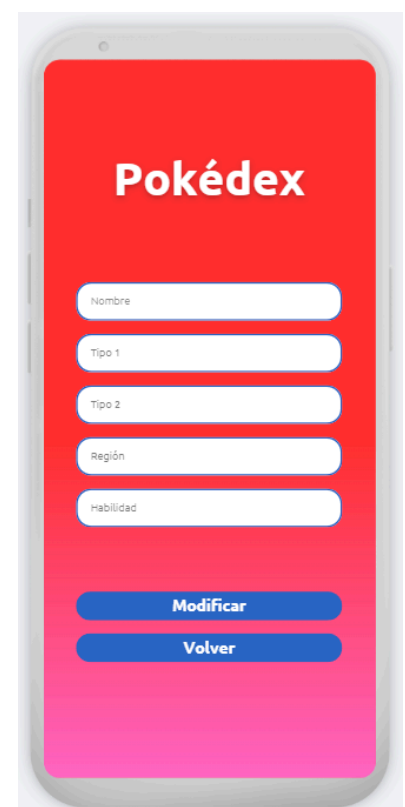 Pokédex
Nombre
Tipo 1
Tipo 2
Región
Habilidad
Modificar
Volver